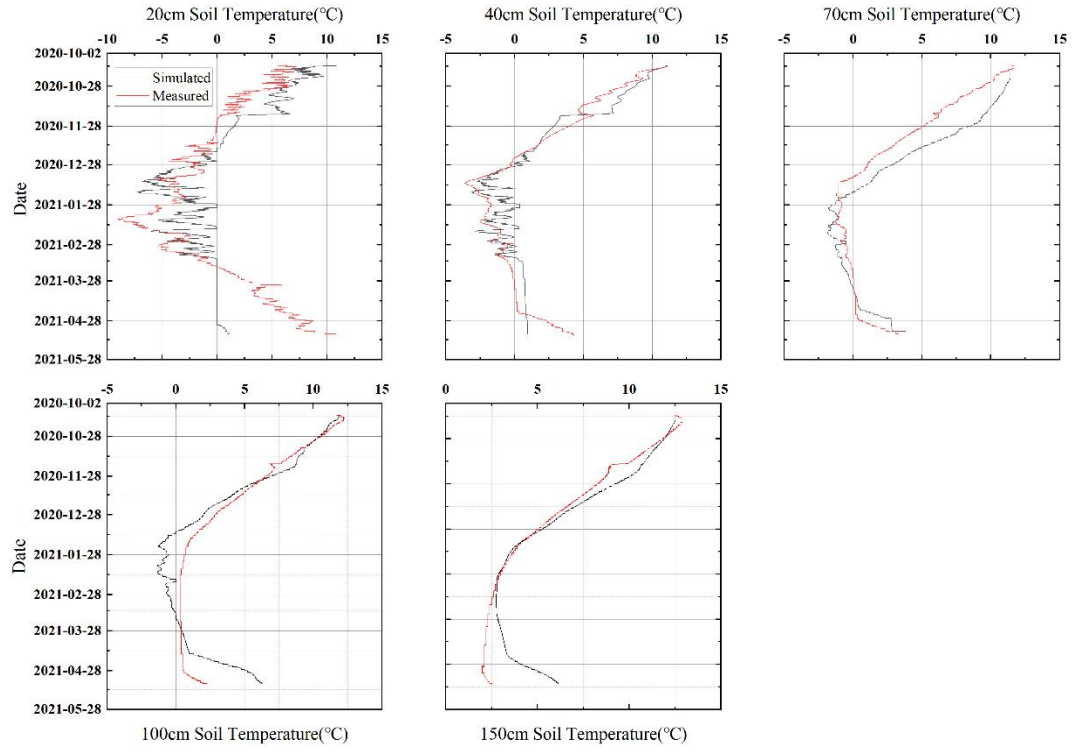 20cm Soil Temperature(°C)
40cm Soil Temperature(°C)
70cm Soil Temperature(°C)
-10 -5 0 5 10 15
-5 0 5 10 15
-5 0 5 10 15
2020-10-02
2020-10-28
2020-11-28
2020-12-28
2021-01-28
2021-02-28
2021-03-28
2021-04-28
2021-05-28
Date
Simulated
Measured
-5 0 5 10 15
0 5 10 15
2020-10-02
2020-10-28
2020-11-28
2020-12-28
2021-01-28
2021-02-28
2021-03-28
2021-04-28
2021-05-28
Date
100cm Soil Temperature(°C)
150cm Soil Temperature(°C)